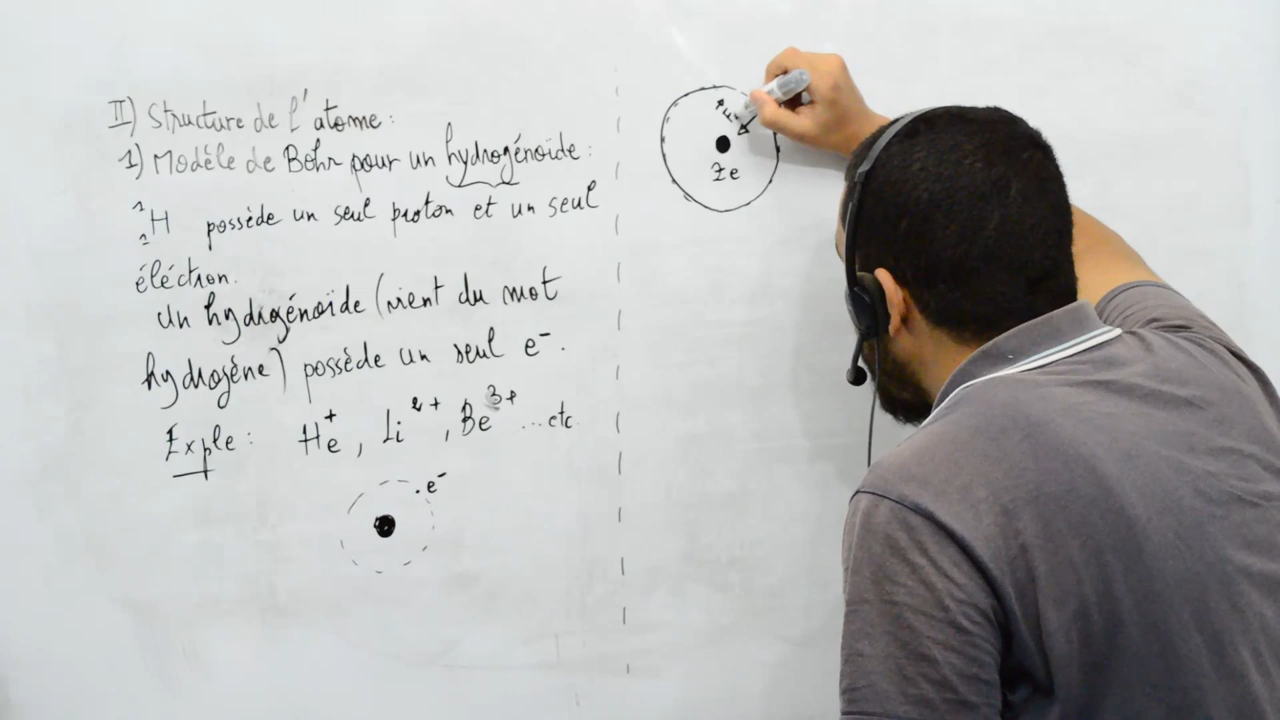 II) Structure de l'atome:
1) Modèle de Bohr pour un hydrogénoïde:
¹₁H possède un seul proton et un seul
éléctron.
Un hydrogénoïde (vient du mot
hydrogène) possède un seul e⁻.
Exple: He⁺, Li²⁺, Be³⁺ ...etc
.e⁻
Ze